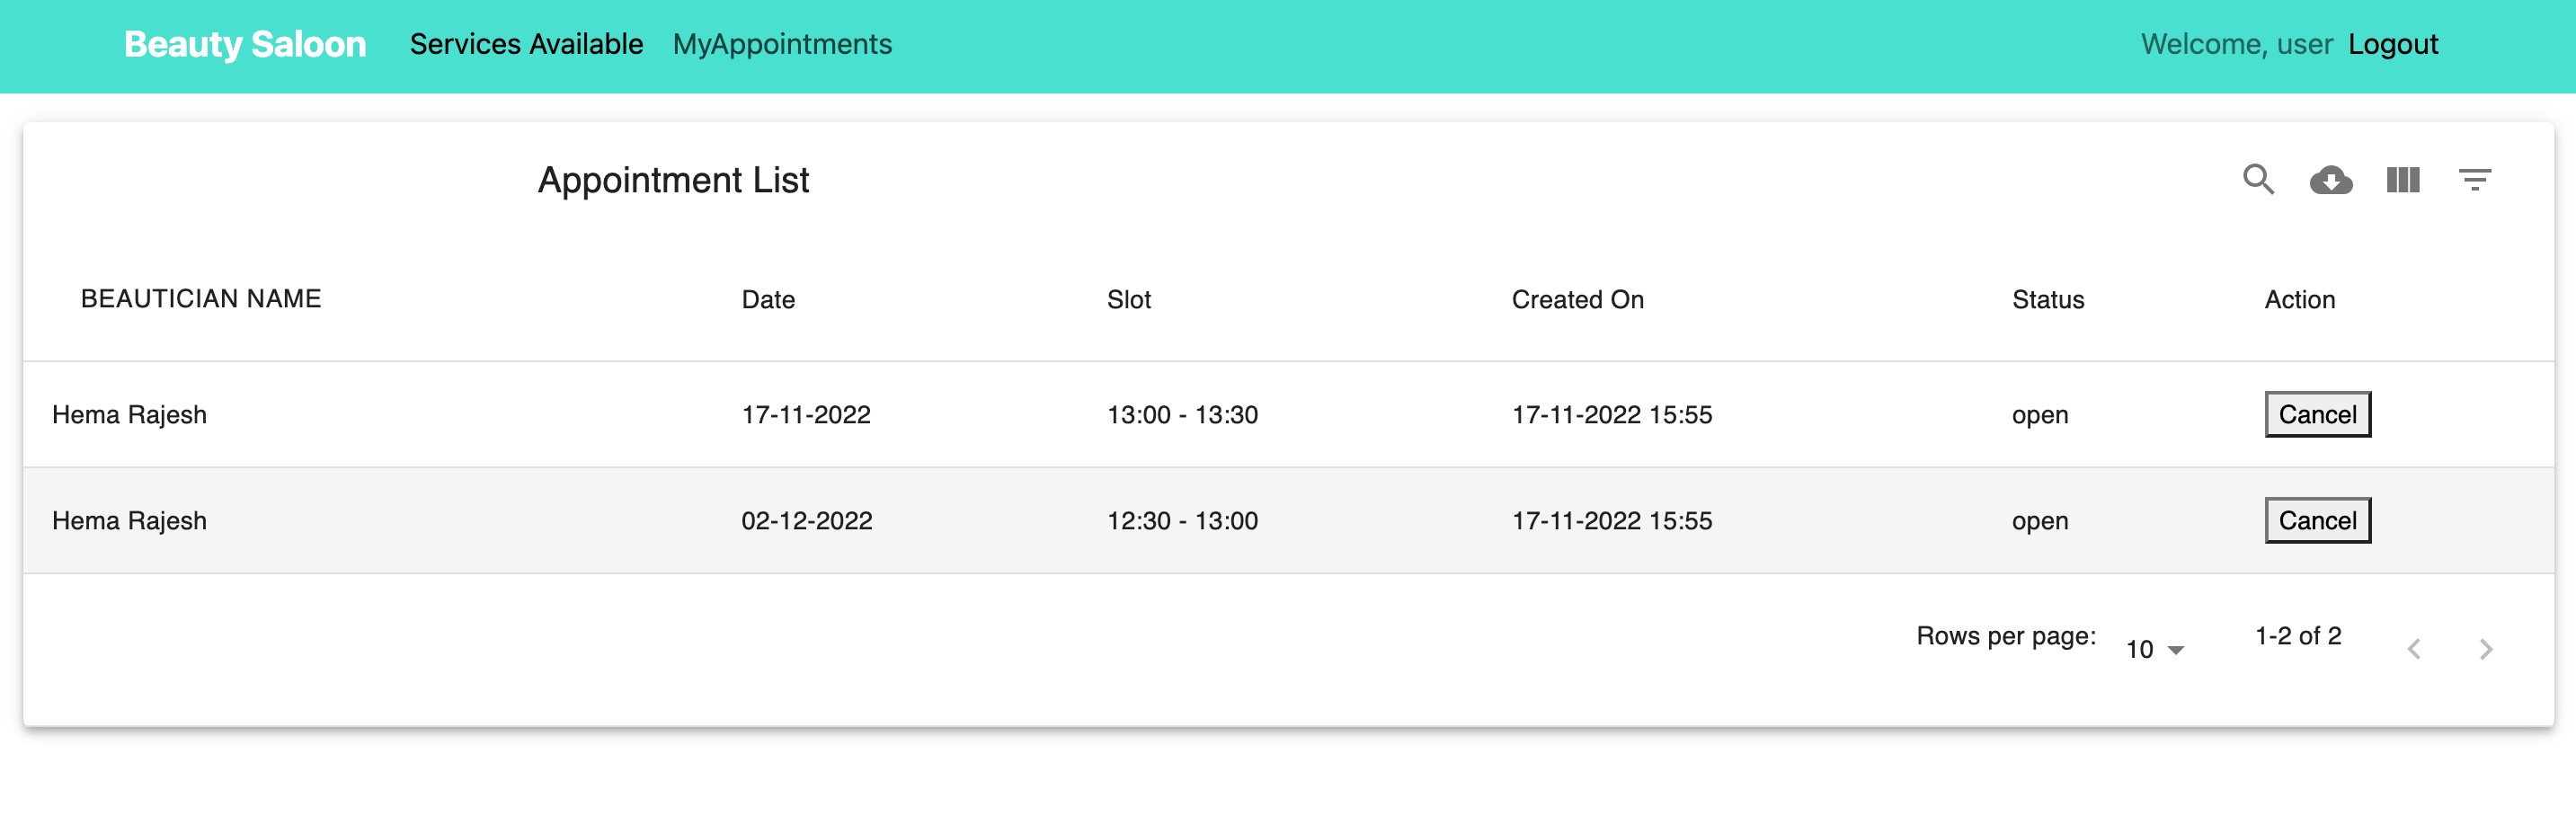 Beauty Saloon Services Available MyAppointments Welcome, user Logout
Appointment List
BEAUTICIAN NAME Date Slot Created On Status Action
Hema Rajesh 17-11-2022 13:00 - 13:30 17-11-2022 15:55 open Cancel
Hema Rajesh 02-12-2022 12:30 - 13:00 17-11-2022 15:55 open Cancel
Rows per page: 10 1-2 of 2